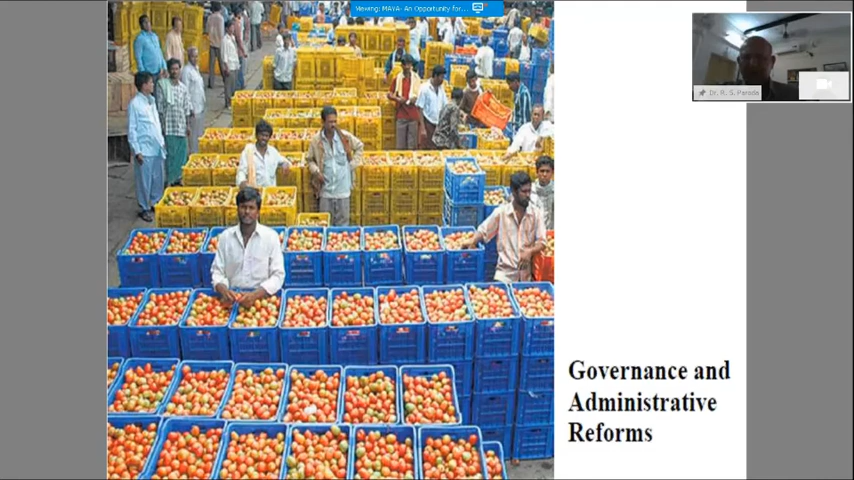 Viewing: MAYA- An Opportunity for...
Dr. R. S. Paroda
Governance and
Administrative
Reforms